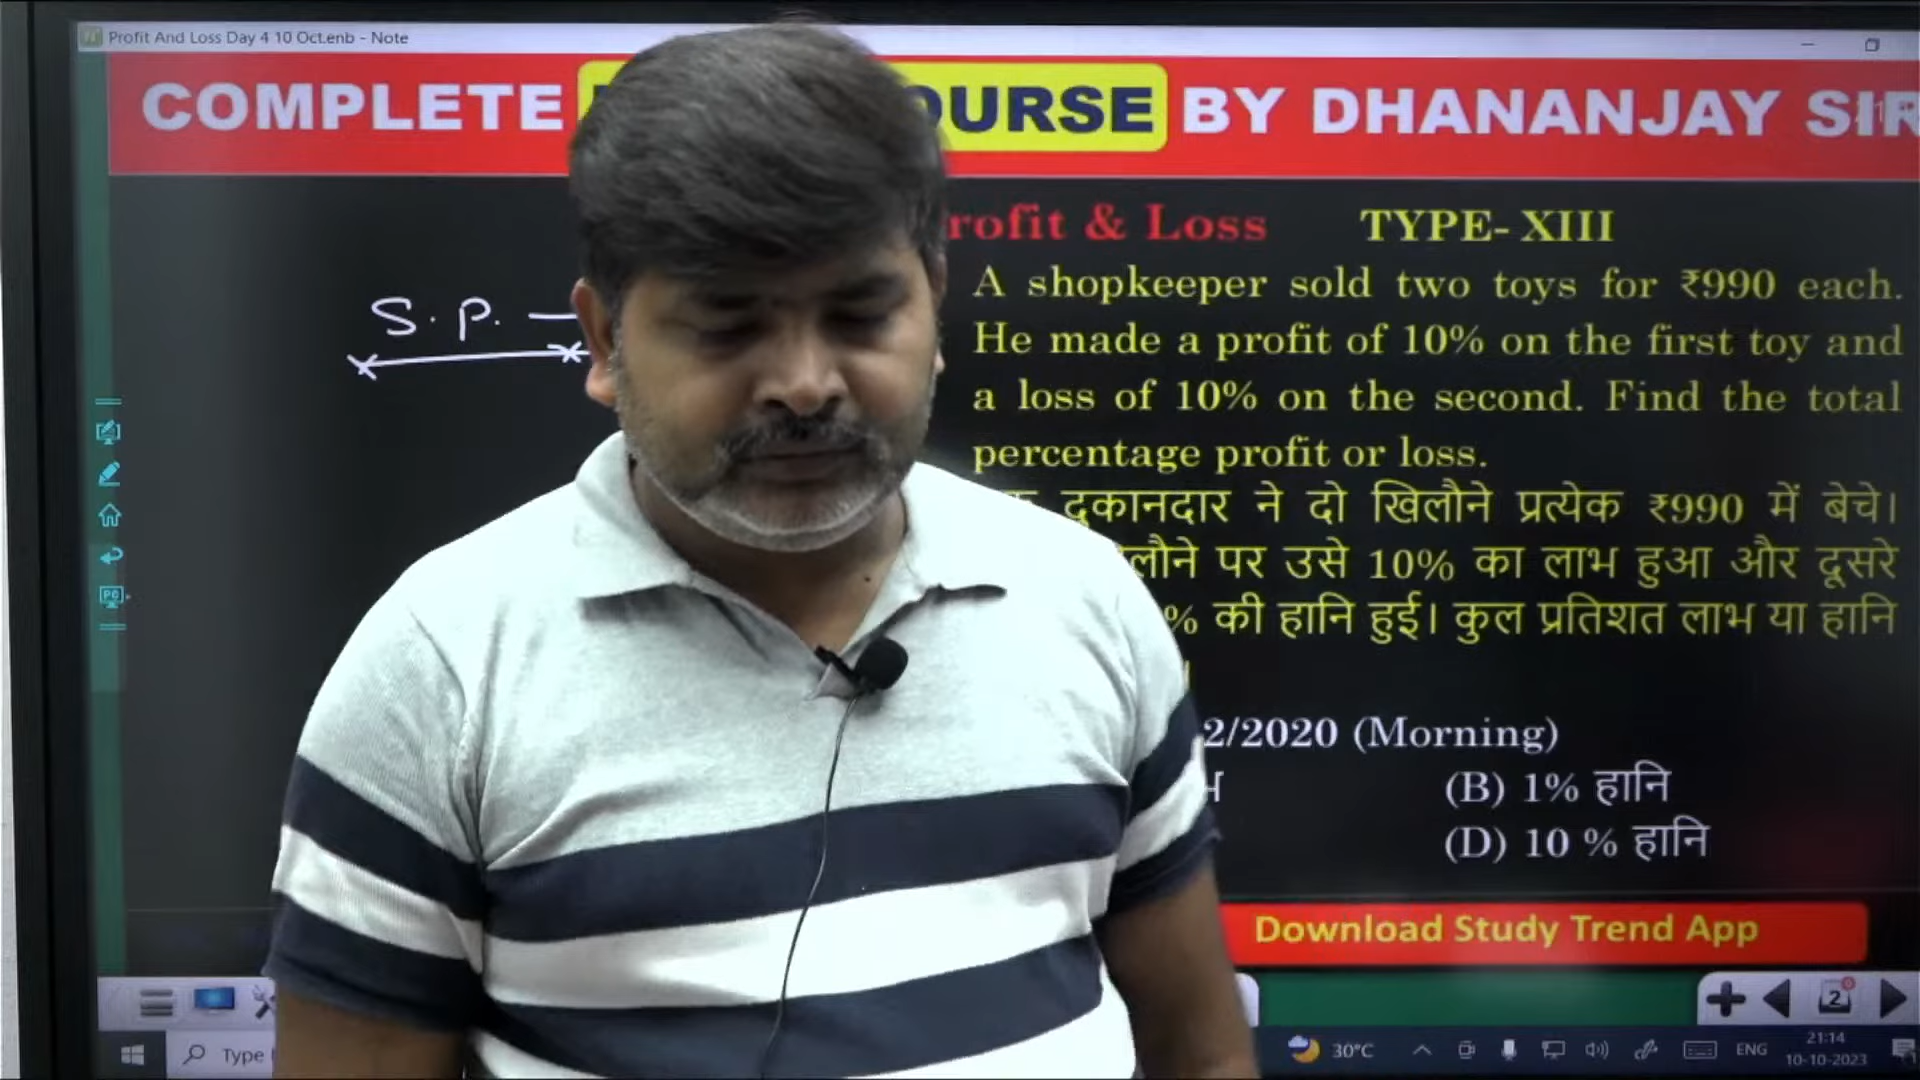 Profit And Loss Day 4 10 Oct.enb - Note
COMPLETE OURSE BY DHANANJAY SIR
rofit & Loss TYPE- XIII
S.P. —
A shopkeeper sold two toys for ₹990 each.
He made a profit of 10% on the first toy and
a loss of 10% on the second. Find the total
percentage profit or loss.
दुकानदार ने दो खिलौने प्रत्येक ₹990 में बेचे।
लौने पर उसे 10% का लाभ हुआ और दूसरे
% की हानि हुई। कुल प्रतिशत लाभ या हानि
2/2020 (Morning)
(B) 1% हानि
(D) 10 % हानि
Download Study Trend App
2
Type
30°C
ENG
21:14
10-10-2023